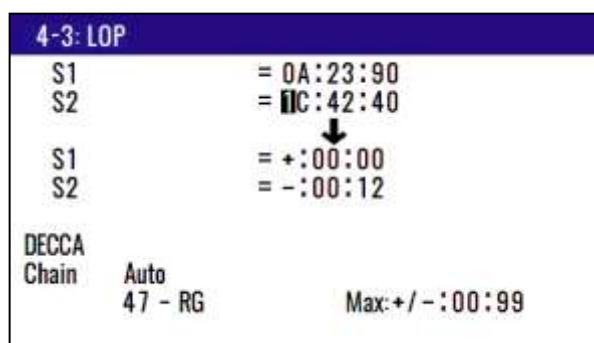 4-3: LOP
S1 = 0A:23:90
S2 = 1C:42:40
S1 = +:00:00
S2 = -:00:12
DECCA
Chain Auto
47 - RG Max:+/-:00:99